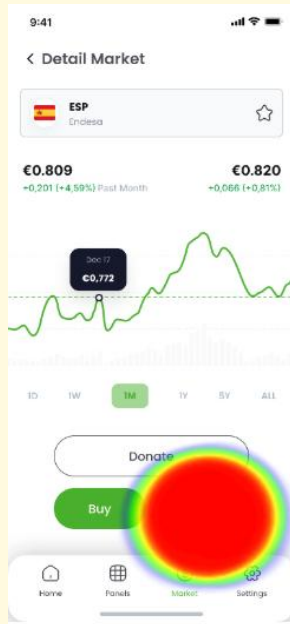 9:41
Detail Market
ESP
Endesa
€0.809
€0.820
+0,201 (+4,59%) Past Month
+0,066 (+0,81%)
Dec 17
€0,772
1D 1W 1M 1Y 5Y ALL
Donate
Buy
Home Panels Market Settings